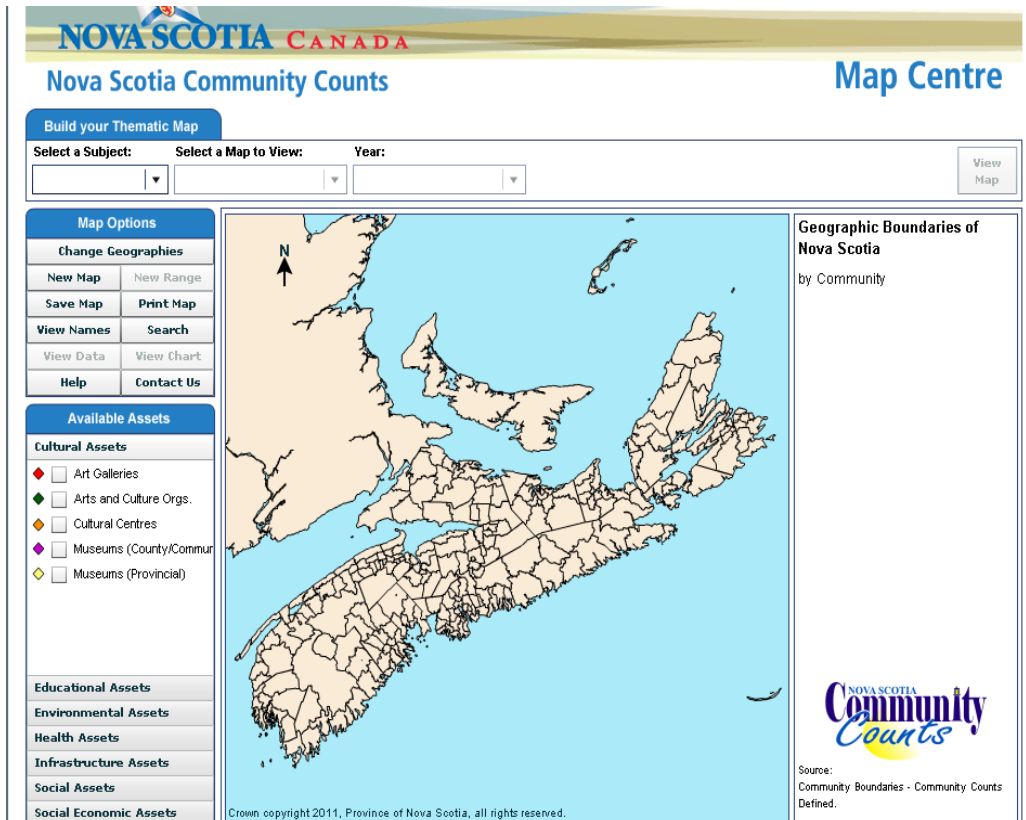 NOVA SCOTIA CANADA
Nova Scotia Community Counts
Map Centre
Build your Thematic Map
Select a Subject: Select a Map to View: Year:
View
Map
Map Options
Change Geographies
New Map New Range
Save Map Print Map
View Names Search
View Data View Chart
Help Contact Us
Available Assets
Cultural Assets
Art Galleries
Arts and Culture Orgs.
Cultural Centres
Museums (County/Commur
Museums (Provincial)
Educational Assets
Environmental Assets
Health Assets
Infrastructure Assets
Social Assets
Social Economic Assets
N
Crown copyright 2011, Province of Nova Scotia, all rights reserved.
Geographic Boundaries of
Nova Scotia
by Community
NOVA SCOTIA
Community
Counts
Source:
Community Boundaries - Community Counts
Defined.